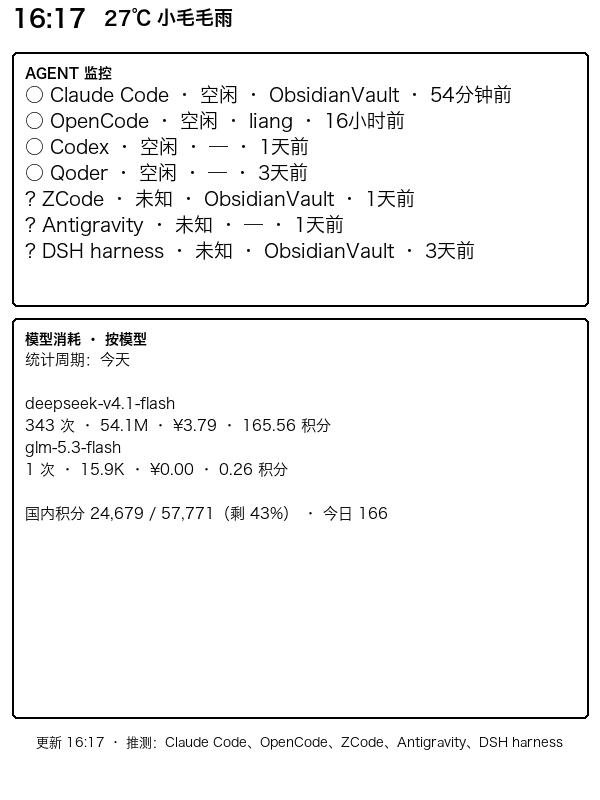 16:17 27℃ 小毛毛雨
AGENT 监控
○ Claude Code · 空闲 · ObsidianVault · 54分钟前
○ OpenCode · 空闲 · liang · 16小时前
○ Codex · 空闲 · — · 1天前
○ Qoder · 空闲 · — · 3天前
? ZCode · 未知 · ObsidianVault · 1天前
? Antigravity · 未知 · — · 1天前
? DSH harness · 未知 · ObsidianVault · 3天前
模型消耗 · 按模型
统计周期：今天
deepseek-v4.1-flash
343 次 · 54.1M · ¥3.79 · 165.56 积分
glm-5.3-flash
1 次 · 15.9K · ¥0.00 · 0.26 积分
国内积分 24,679 / 57,771（剩 43%） · 今日 166
更新 16:17 · 推测：Claude Code、OpenCode、ZCode、Antigravity、DSH harness